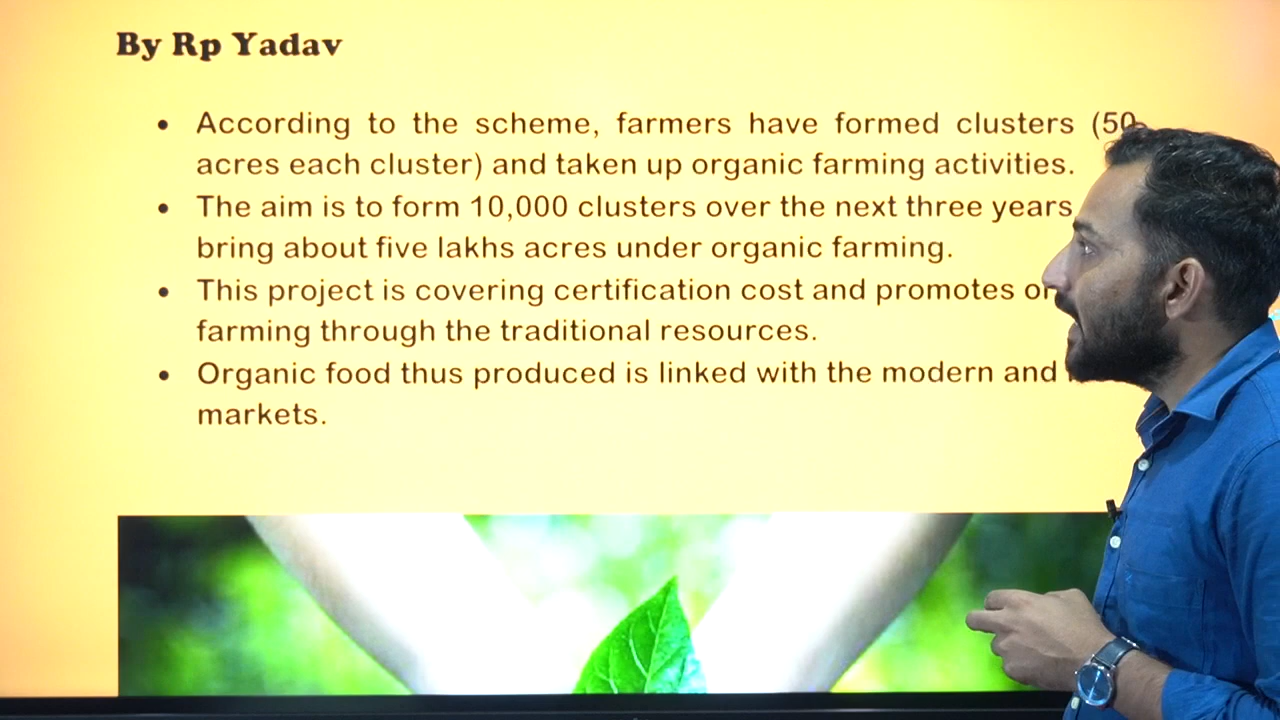 By Rp Yadav
According to the scheme, farmers have formed clusters (50
acres each cluster) and taken up organic farming activities.
The aim is to form 10,000 clusters over the next three years
bring about five lakhs acres under organic farming.
This project is covering certification cost and promotes
farming through the traditional resources.
Organic food thus produced is linked with the modern and
markets.